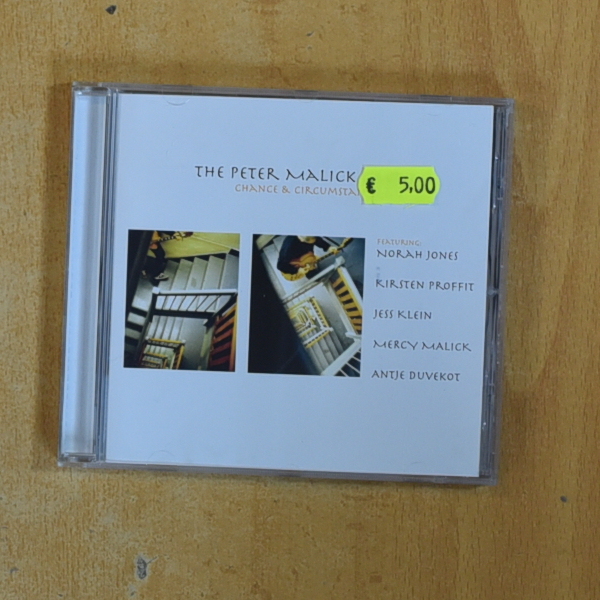 THE PETER MALICK
CHANCE & CIRCUMSTA
€ 5,00
FEATURING:
NORAH JONES
KIRSTEN PROFFIT
JESS KLEIN
MERCY MALICK
ANTJE DUVEKOT